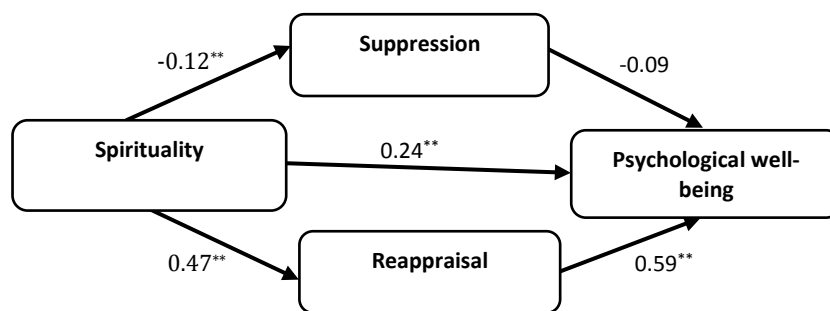 Suppression
-0.12**
-0.09
Spirituality
0.24**
Psychological well-
being
0.47**
Reappraisal
0.59**